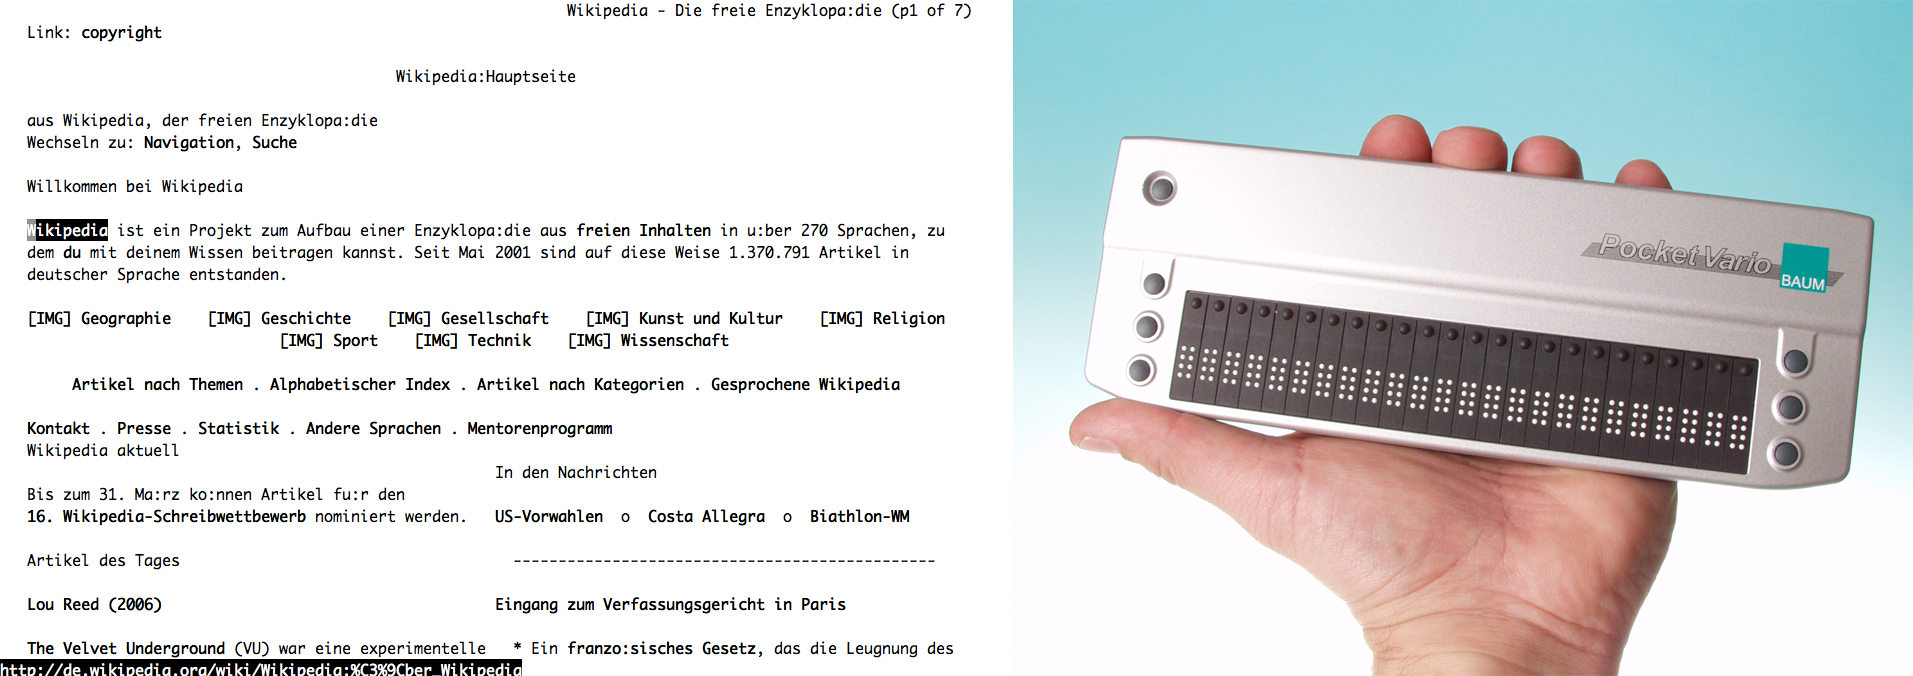 Wikipedia - Die freie Enzyklopa:die (p1 of 7)
Link: copyright
Wikipedia:Hauptseite
aus Wikipedia, der freien Enzyklopa:die
Wechseln zu: Navigation, Suche
Willkommen bei Wikipedia
Wikipedia ist ein Projekt zum Aufbau einer Enzyklopa:die aus freien Inhalten in u:ber 270 Sprachen, zu
dem du mit deinem Wissen beitragen kannst. Seit Mai 2001 sind auf diese Weise 1.370.791 Artikel in
deutscher Sprache entstanden.
[IMG] Geographie [IMG] Geschichte [IMG] Gesellschaft [IMG] Kunst und Kultur [IMG] Religion
[IMG] Sport [IMG] Technik [IMG] Wissenschaft
Artikel nach Themen . Alphabetischer Index . Artikel nach Kategorien . Gesprochene Wikipedia
Kontakt . Presse . Statistik . Andere Sprachen . Mentorenprogramm
Wikipedia aktuell
In den Nachrichten
Bis zum 31. Ma:rz ko:nnen Artikel fu:r den
16. Wikipedia-Schreibwettbewerb nominiert werden. US-Vorwahlen o Costa Allegra o Biathlon-WM
Artikel des Tages ----------------------------------------------- 
Lou Reed (2006) Eingang zum Verfassungsgericht in Paris
The Velvet Underground (VU) war eine experimentelle * Ein franzo:sisches Gesetz, das die Leugnung des
http://de.wikipedia.org/wiki/Wikipedia:%C3%9Cber_Wikipedia
Pocket Vario
BAUM